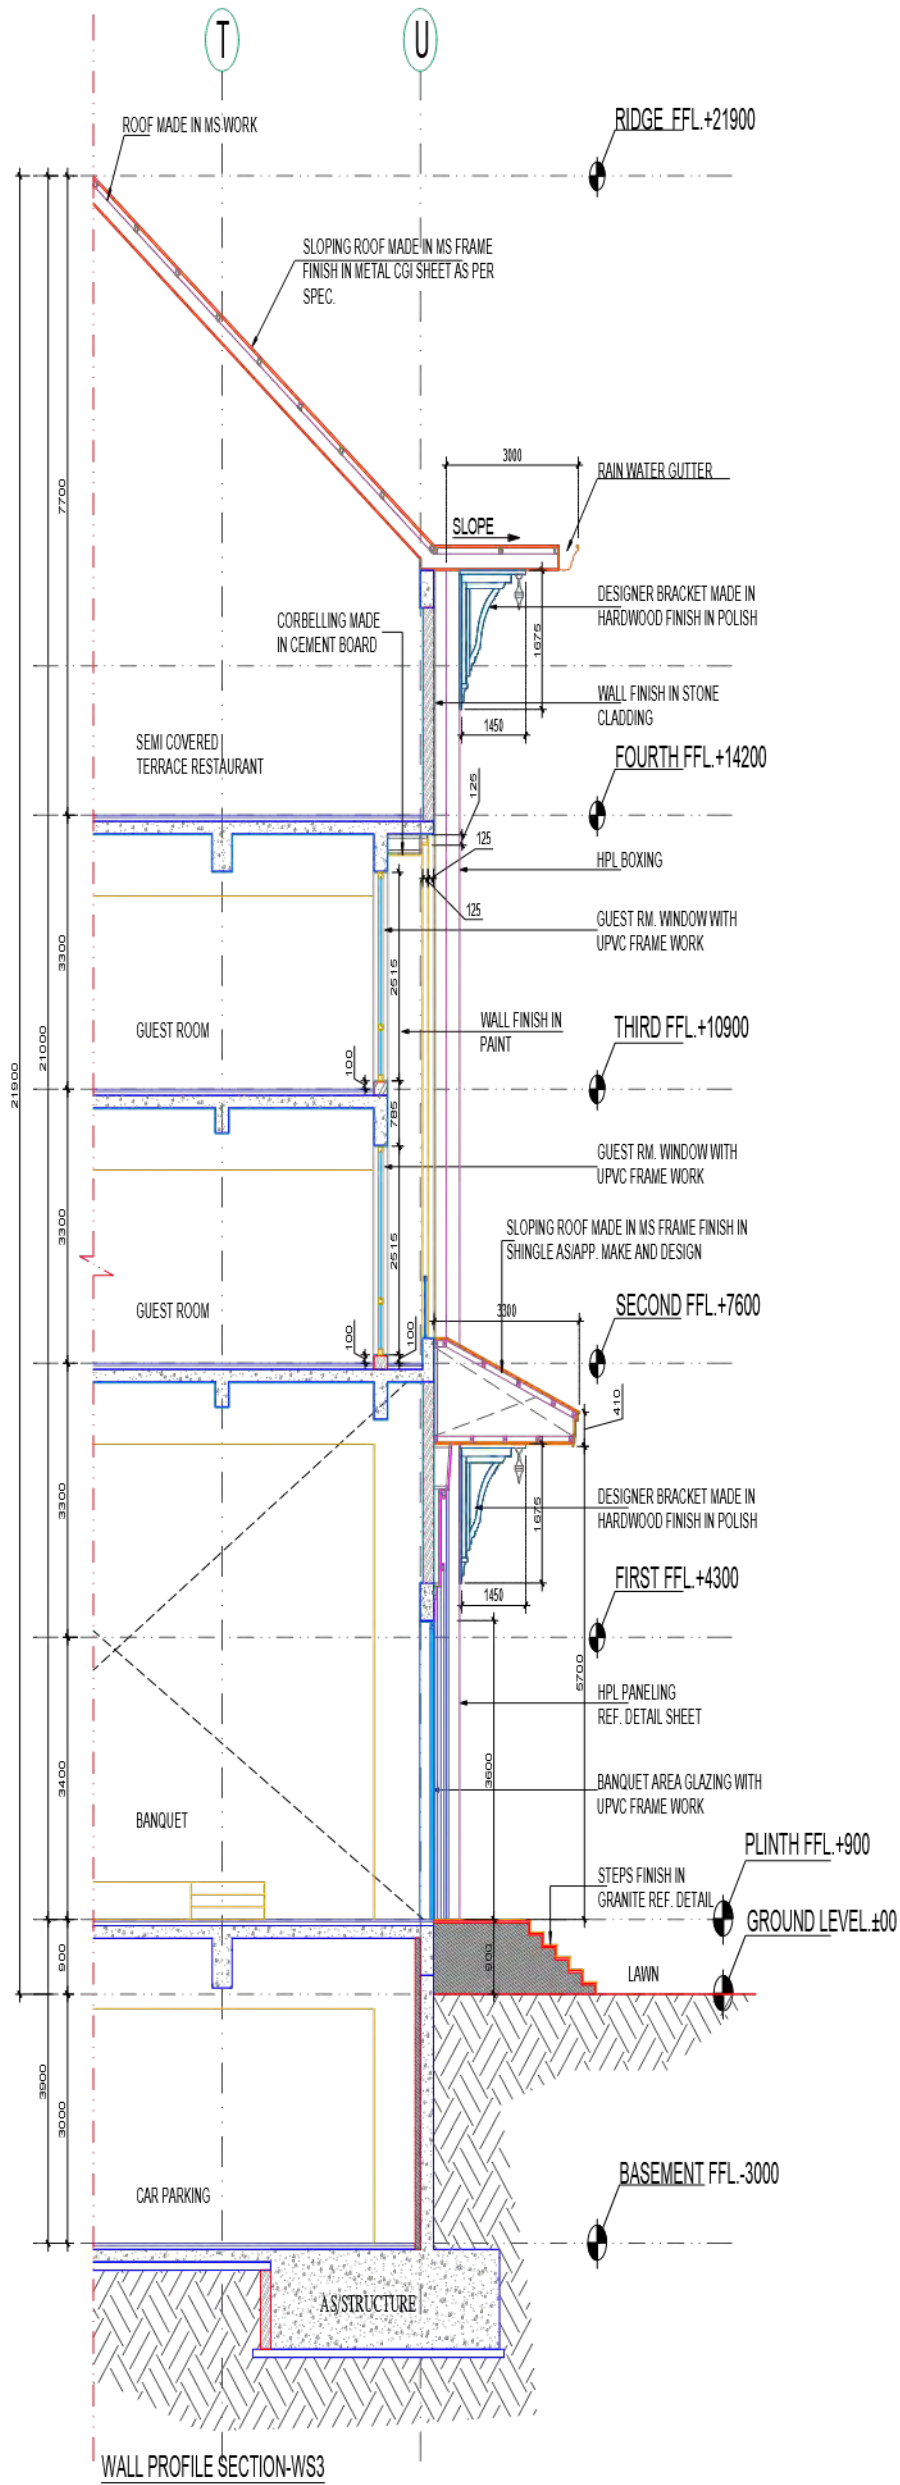 T
U
ROOF MADE IN MS WORK
RIDGE FFL.+21900
SLOPING ROOF MADE IN MS FRAME
FINISH IN METAL CGI SHEET AS PER
SPEC.
3000
RAIN WATER GUTTER
7700
SLOPE
DESIGNER BRACKET MADE IN
HARDWOOD FINISH IN POLISH
1675
CORBELLING MADE
IN CEMENT BOARD
WALL FINISH IN STONE
CLADDING
1450
SEMI COVERED
TERRACE RESTAURANT
FOURTH FFL.+14200
125
125
HPL BOXING
125
GUEST RM. WINDOW WITH
UPVC FRAME WORK
3300
2515
GUEST ROOM
WALL FINISH IN
PAINT
THIRD FFL.+10900
21000
21900
100
785
GUEST RM. WINDOW WITH
UPVC FRAME WORK
3300
2515
SLOPING ROOF MADE IN MS FRAME FINISH IN
SHINGLE AS/APP. MAKE AND DESIGN
GUEST ROOM
3300
SECOND FFL.+7600
100
100
410
3300
DESIGNER BRACKET MADE IN
HARDWOOD FINISH IN POLISH
1675
1450
FIRST FFL.+4300
5700
HPL PANELING
REF. DETAIL SHEET
3600
3400
BANQUET AREA GLAZING WITH
UPVC FRAME WORK
BANQUET
PLINTH FFL.+900
STEPS FINISH IN
GRANITE REF. DETAIL
GROUND LEVEL.±00
900
900
LAWN
3900
3000
BASEMENT FFL.-3000
CAR PARKING
AS/STRUCTURE
WALL PROFILE SECTION-WS3